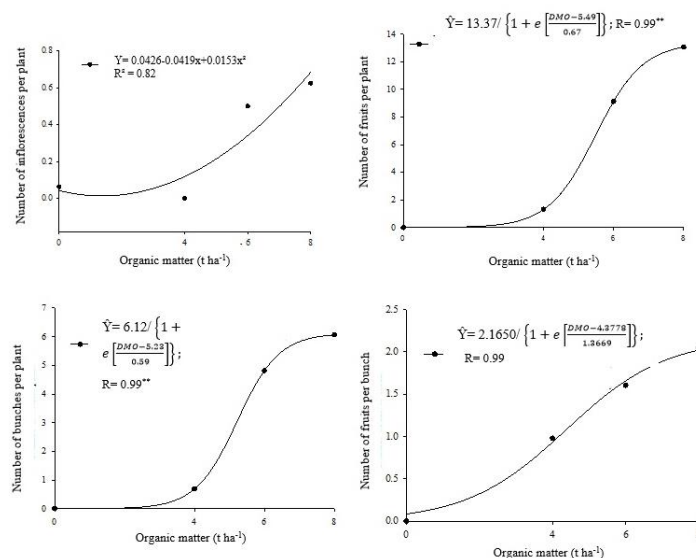 Y= 0.0426-0.0419x+0.0153x²
R² = 0.82
Number of inflorescences per plant
0.8
0.6
0.4
0.2
0.0
0
4
6
8
Organic matter (t ha⁻¹)
Ŷ= 13.37/ {1 + e [DMO−5.49/0.67]}; R= 0.99**
Number of fruits per plant
14
12
10
8
6
4
2
0
0
4
6
8
Organic matter (t ha⁻¹)
Ŷ= 6.12/ {1 +
e [DMO−5.23/0.59]};
R= 0.99**
Number of bunches per plant
7
6
5
4
3
2
1
0
0
4
6
8
Organic matter (t ha⁻¹)
Ŷ= 2.1650/ {1 + e [DMO−4.3778/1.3669]};
R= 0.99
Number of fruits per bunch
2.5
2.0
1.5
1.0
0.5
0.0
0
4
6
Organic matter (t ha⁻¹)